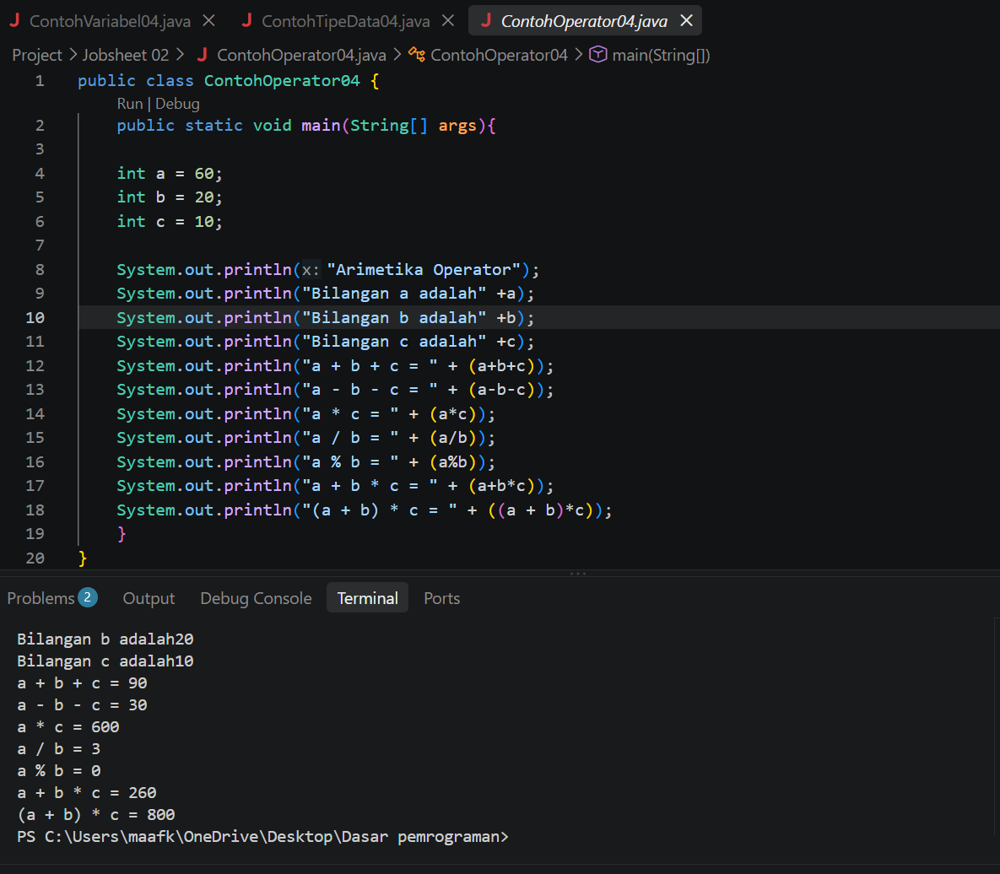 ContohVariabel04.java ContohTipeData04.java ContohOperator04.java
Project > Jobsheet 02 > ContohOperator04.java > ContohOperator04 > main(String[])
1 public class ContohOperator04 {
Run | Debug
2 public static void main(String[] args){
3
4 int a = 60;
5 int b = 20;
6 int c = 10;
7
8 System.out.println(x: "Arimetika Operator");
9 System.out.println("Bilangan a adalah" +a);
10 System.out.println("Bilangan b adalah" +b);
11 System.out.println("Bilangan c adalah" +c);
12 System.out.println("a + b + c = " + (a+b+c));
13 System.out.println("a - b - c = " + (a-b-c));
14 System.out.println("a * c = " + (a*c));
15 System.out.println("a / b = " + (a/b));
16 System.out.println("a % b = " + (a%b));
17 System.out.println("a + b * c = " + (a+b*c));
18 System.out.println("(a + b) * c = " + ((a + b)*c));
19 }
20 }
Problems 2 Output Debug Console Terminal Ports
Bilangan b adalah20
Bilangan c adalah10
a + b + c = 90
a - b - c = 30
a * c = 600
a / b = 3
a % b = 0
a + b * c = 260
(a + b) * c = 800
PS C:\Users\maafk\OneDrive\Desktop\Dasar pemrograman>